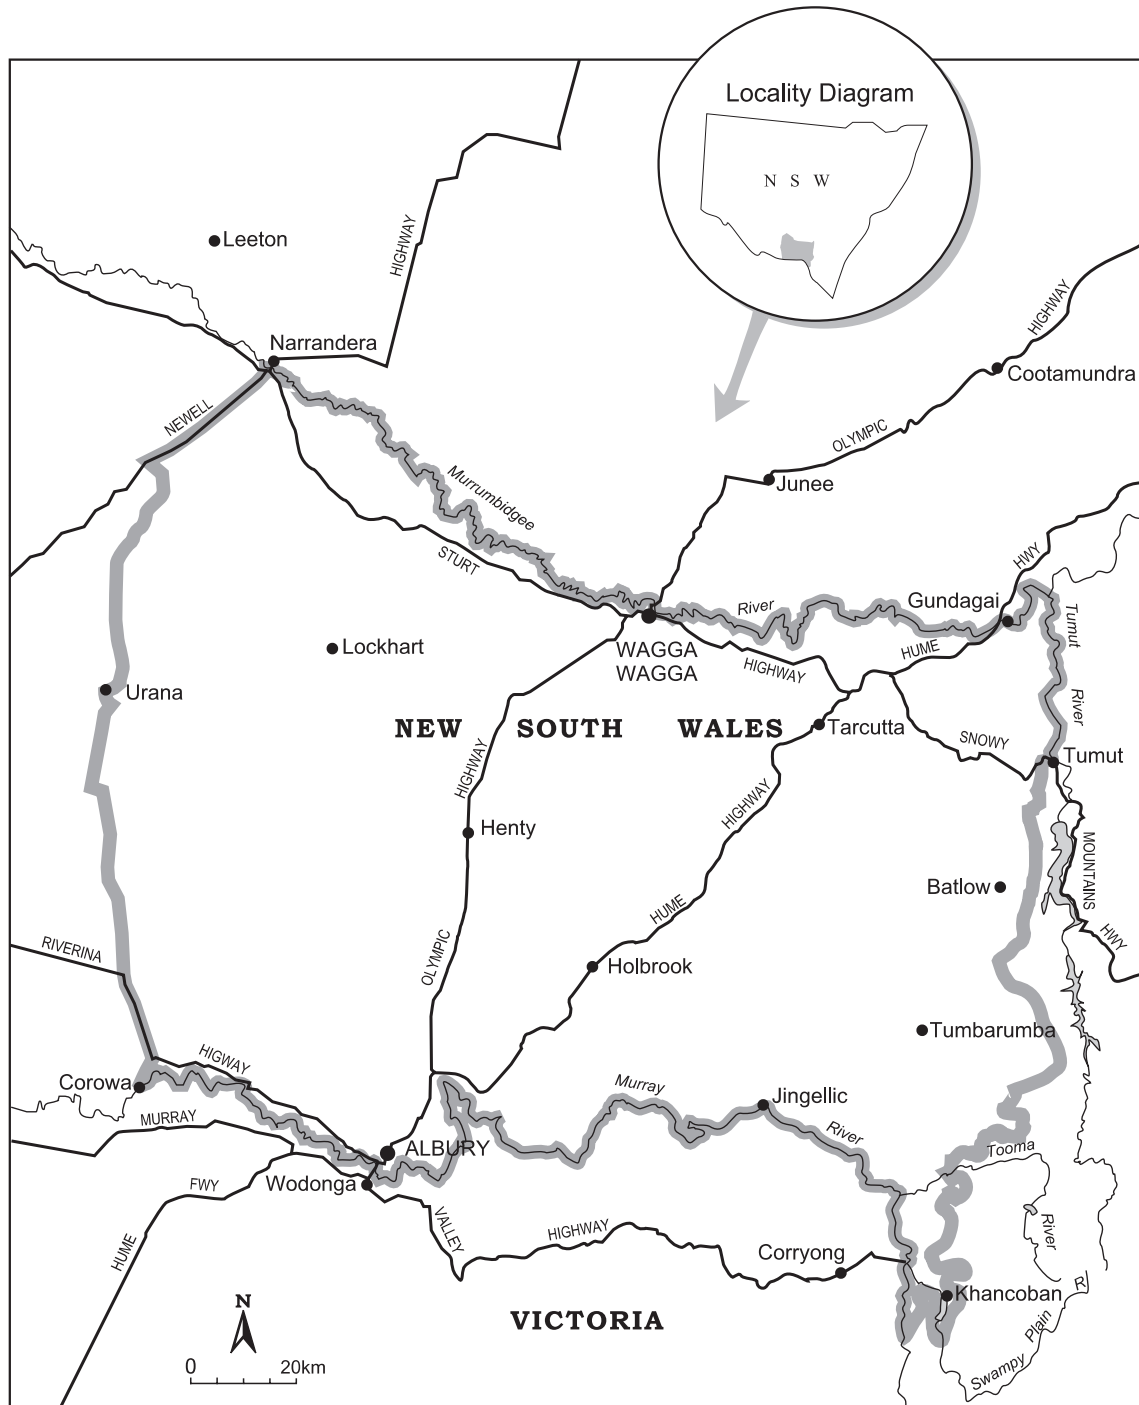 Locality Diagram
N S W
Leeton
HIGHWAY
HIGHWAY
Narrandera
Cootamundra
NEWELL
OLYMPIC
Junee
Murrumbidgee
STURT
HWY
Gundagai
River
Tumut
Lockhart
WAGGA
WAGGA
HIGHWAY
HUME
Urana
River
NEW SOUTH WALES
Tarcutta
SNOWY
Tumut
HIGHWAY
HIGHWAY
Henty
MOUNTAINS
Batlow
HUME
HWY
RIVERINA
OLYMPIC
Holbrook
Tumbarumba
HIGWAY
Corowa
Murray
Jingellic
MURRAY
River
ALBURY
Tooma
Wodonga
FWY
VALLEY
HIGHWAY
River
HUME
Corryong
Khancoban
R
N
VICTORIA
Plain
Swampy
0 20km